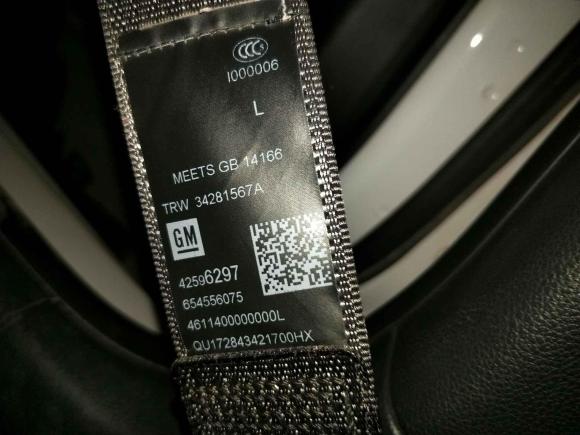 CCC S
I000006
L
MEETS GB 14166
TRW 34281567A
GM
42596297
654556075
4611400000000L
QU172843421700HX